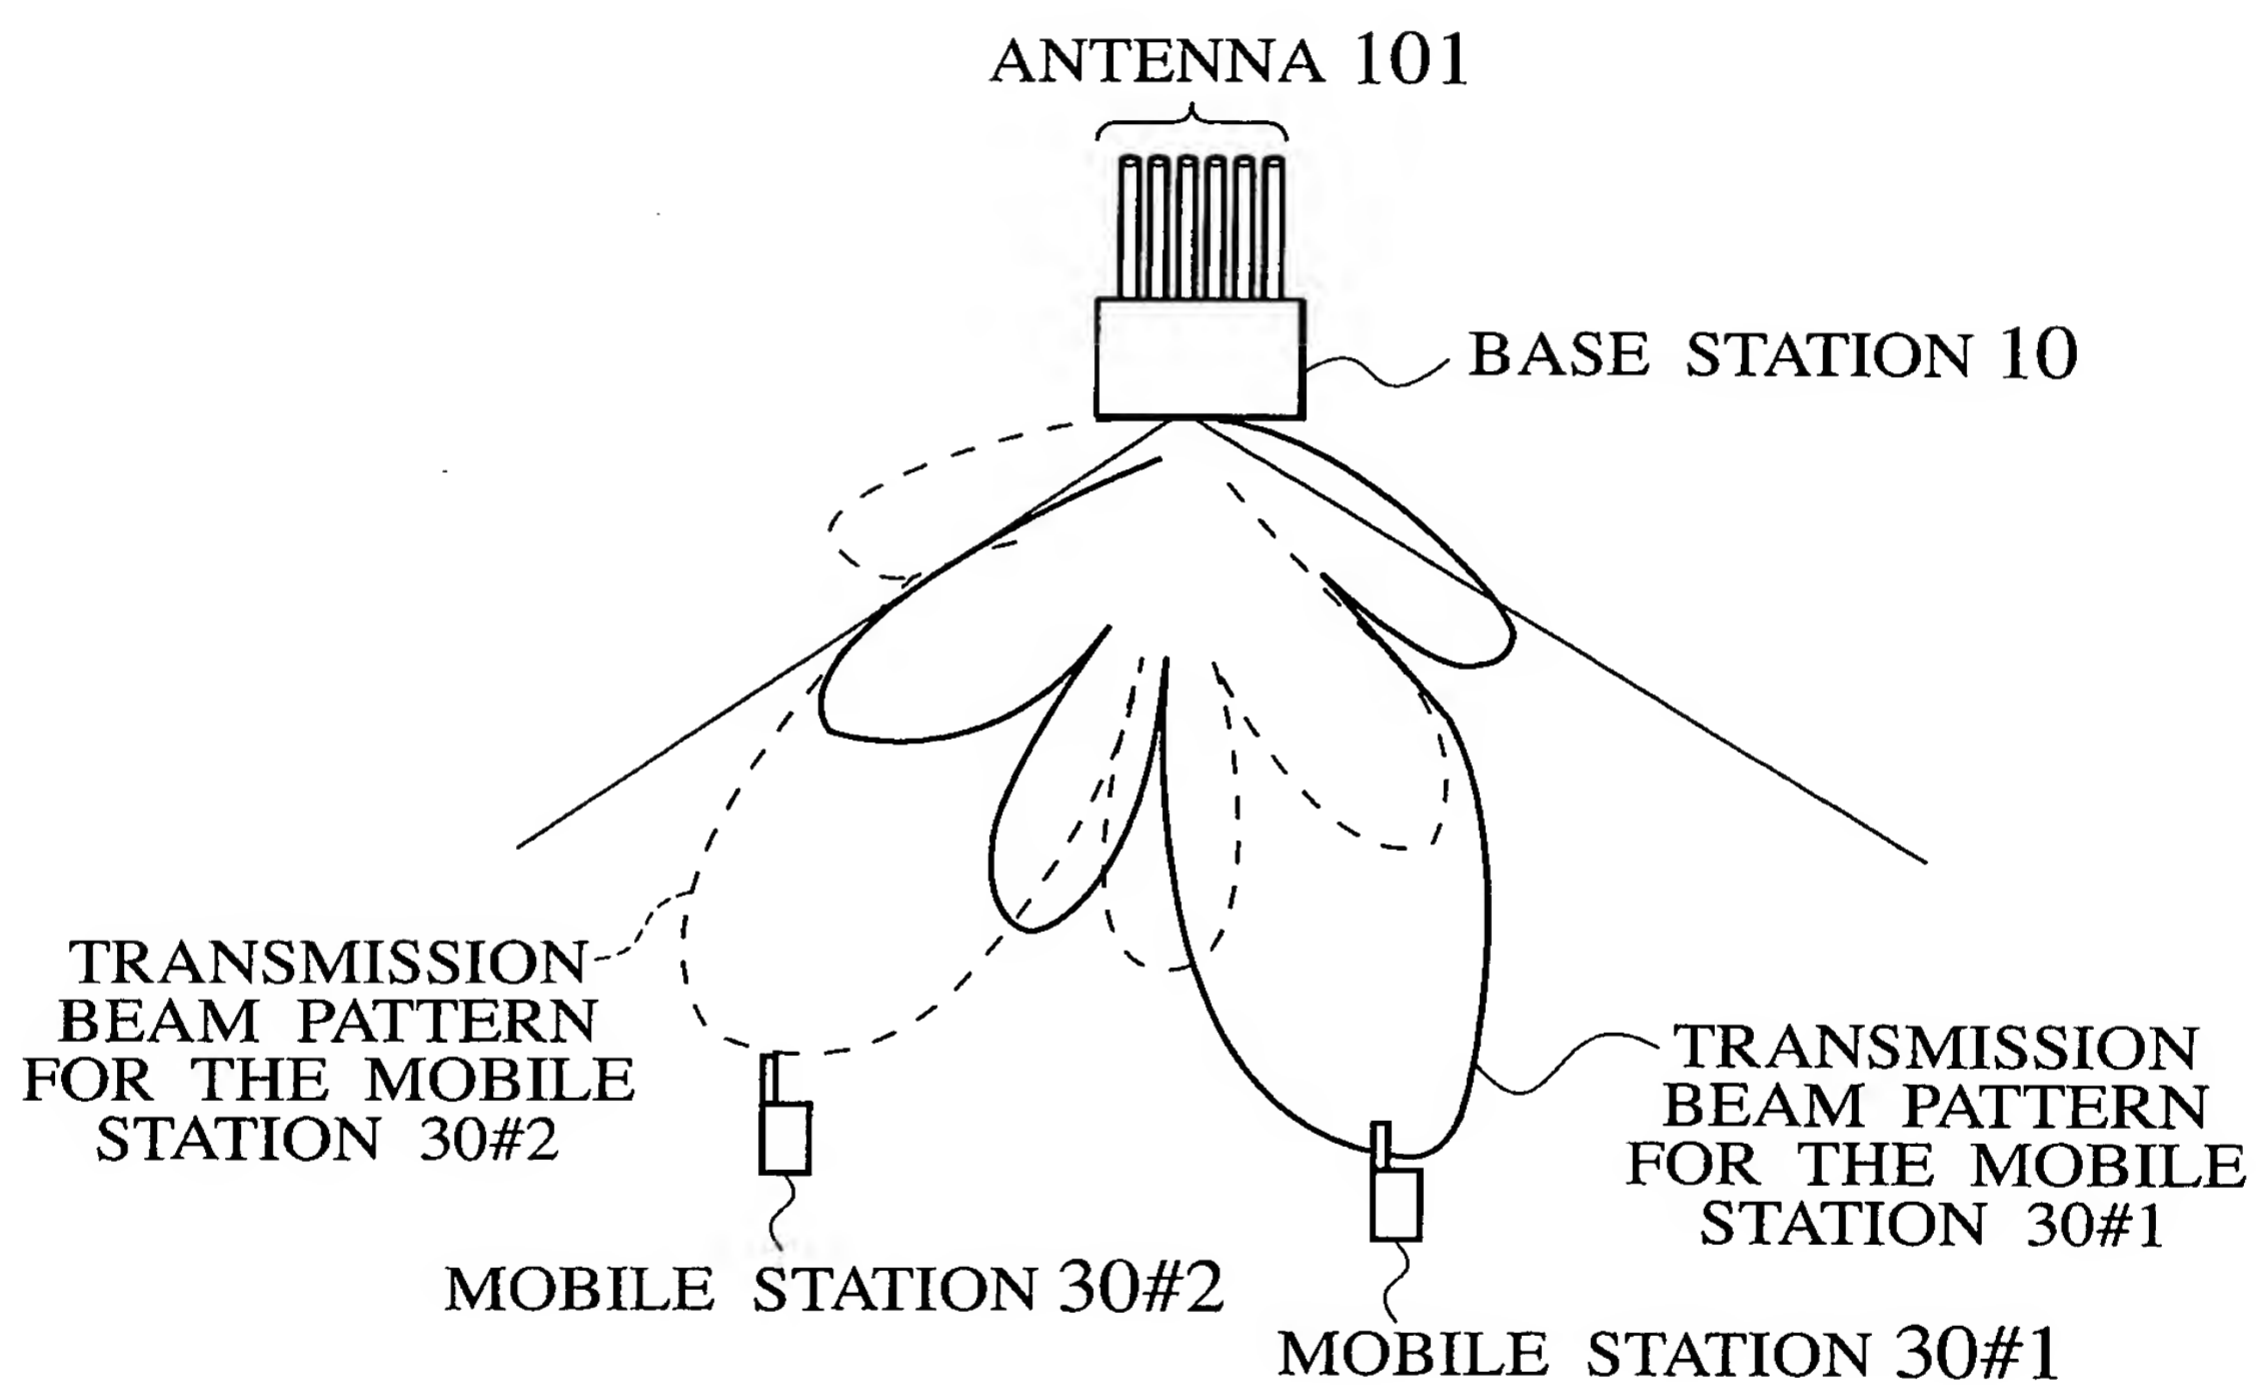 ANTENNA 101
BASE STATION 10
TRANSMISSION
BEAM PATTERN
FOR THE MOBILE
STATION 30#2
TRANSMISSION
BEAM PATTERN
FOR THE MOBILE
STATION 30#1
MOBILE STATION 30#2
MOBILE STATION 30#1